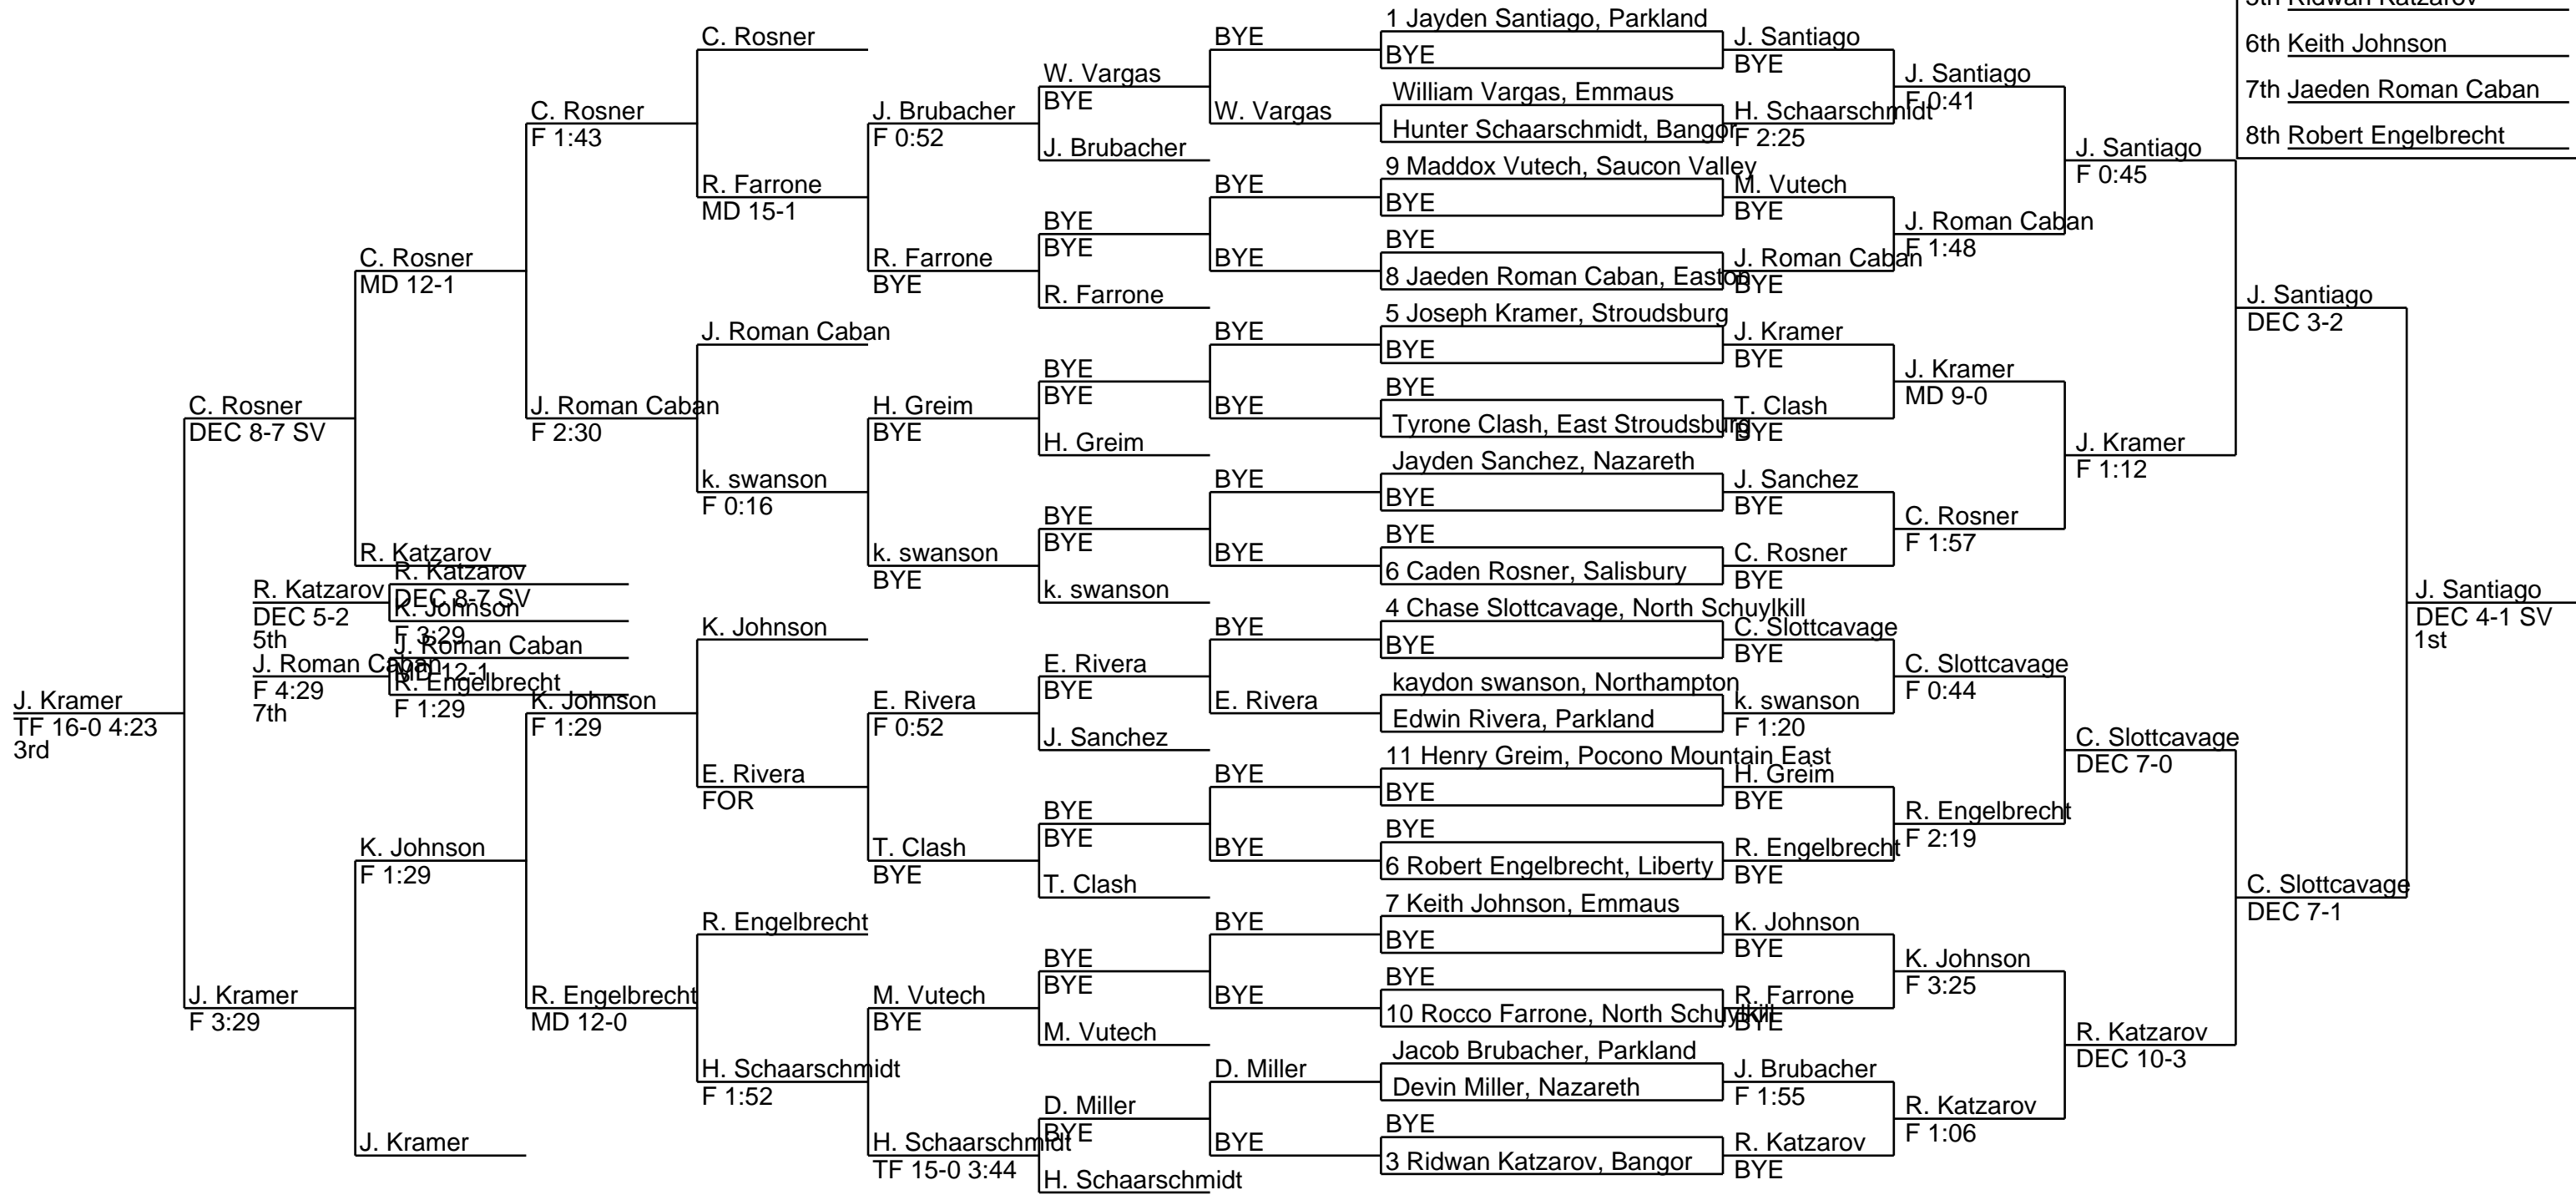 C. Rosner
C. Rosner
F 1:43
R. Farrone
MD 15-1
C. Rosner
MD 12-1
J. Roman Caban
J. Roman Caban
F 2:30
k. swanson
F 0:16
C. Rosner
DEC 8-7 SV
R. Katzarov
R. Katzarov
DEC 8-7 SV
R. Katzarov
DEC 5-2
5th
K. Johnson
F 3:29
J. Roman Caban
MD 12-1
J. Roman Caban
F 4:29
7th
R. Engelbrecht
F 1:29
J. Kramer
TF 16-0 4:23
3rd
K. Johnson
K. Johnson
F 1:29
E. Rivera
FOR
K. Johnson
F 1:29
R. Engelbrecht
R. Engelbrecht
MD 12-0
H. Schaarschmidt
F 1:52
J. Kramer
F 3:29
J. Kramer
J. Brubacher
F 0:52
R. Farrone
BYE
H. Greim
BYE
k. swanson
BYE
E. Rivera
F 0:52
T. Clash
BYE
M. Vutech
BYE
H. Schaarschmidt
TF 15-0 3:44
W. Vargas
BYE
J. Brubacher
BYE
BYE
R. Farrone
BYE
BYE
H. Greim
BYE
BYE
k. swanson
E. Rivera
BYE
J. Sanchez
BYE
BYE
T. Clash
BYE
BYE
M. Vutech
D. Miller
BYE
H. Schaarschmidt
BYE
W. Vargas
BYE
BYE
BYE
BYE
BYE
BYE
BYE
E. Rivera
BYE
BYE
BYE
BYE
D. Miller
BYE
1 Jayden Santiago, Parkland
BYE
William Vargas, Emmaus
Hunter Schaarschmidt, Bangor
9 Maddox Vutech, Saucon Valley
BYE
BYE
8 Jaeden Roman Caban, Easton
5 Joseph Kramer, Stroudsburg
BYE
BYE
Tyrone Clash, East Stroudsburg
Jayden Sanchez, Nazareth
BYE
BYE
6 Caden Rosner, Salisbury
4 Chase Slottcavage, North Schuylkill
BYE
kaydon swanson, Northampton
Edwin Rivera, Parkland
11 Henry Greim, Pocono Mountain East
BYE
BYE
6 Robert Engelbrecht, Liberty
7 Keith Johnson, Emmaus
BYE
BYE
10 Rocco Farrone, North Schuylkill
Jacob Brubacher, Parkland
Devin Miller, Nazareth
BYE
3 Ridwan Katzarov, Bangor
J. Santiago
BYE
H. Schaarschmidt
F 2:25
M. Vutech
BYE
J. Roman Caban
BYE
J. Kramer
BYE
T. Clash
BYE
J. Sanchez
BYE
C. Rosner
BYE
C. Slottcavage
BYE
k. swanson
F 1:20
H. Greim
BYE
R. Engelbrecht
BYE
K. Johnson
BYE
R. Farrone
BYE
J. Brubacher
F 1:55
R. Katzarov
BYE
J. Santiago
F 0:41
J. Roman Caban
F 1:48
J. Kramer
MD 9-0
C. Rosner
F 1:57
C. Slottcavage
F 0:44
R. Engelbrecht
F 2:19
K. Johnson
F 3:25
R. Katzarov
F 1:06
J. Santiago
F 0:45
J. Kramer
F 1:12
C. Slottcavage
DEC 7-0
R. Katzarov
DEC 10-3
J. Santiago
DEC 3-2
C. Slottcavage
DEC 7-1
J. Santiago
DEC 4-1 SV
1st
5th Ridwan Katzarov
6th Keith Johnson
7th Jaeden Roman Caban
8th Robert Engelbrecht